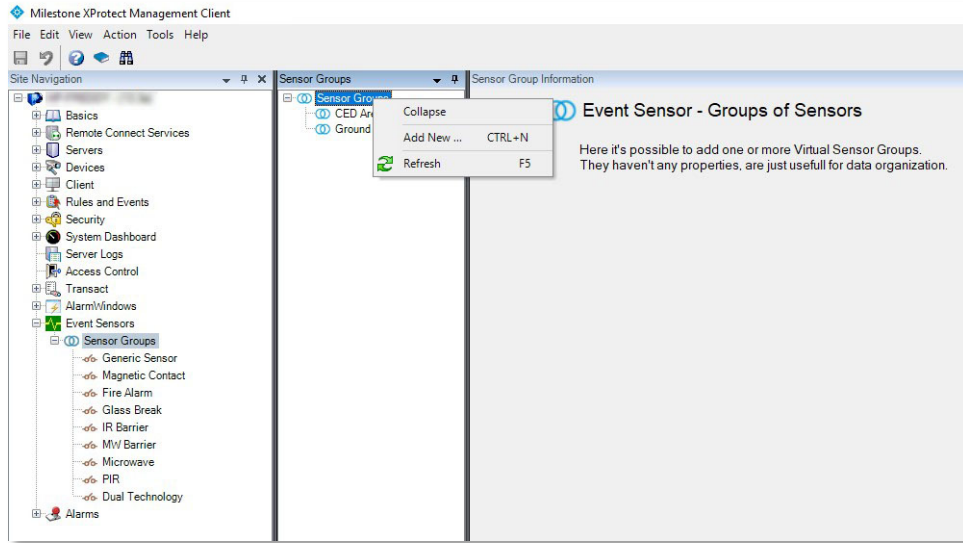 Milestone XProtect Management Client
File Edit View Action Tools Help
Site Navigation
Basics
Remote Connect Services
Servers
Devices
Client
Rules and Events
Security
System Dashboard
Server Logs
Access Control
Transact
AlarmWindows
Event Sensors
Sensor Groups
Generic Sensor
Magnetic Contact
Fire Alarm
Glass Break
IR Barrier
MW Barrier
Microwave
PIR
Dual Technology
Alarms
Sensor Groups
Sensor Groups
CED
Ground
Collapse
Add New ... CTRL+N
Refresh F5
Sensor Group Information
Event Sensor - Groups of Sensors
Here it's possible to add one or more Virtual Sensor Groups.
They haven't any properties, are just usefull for data organization.